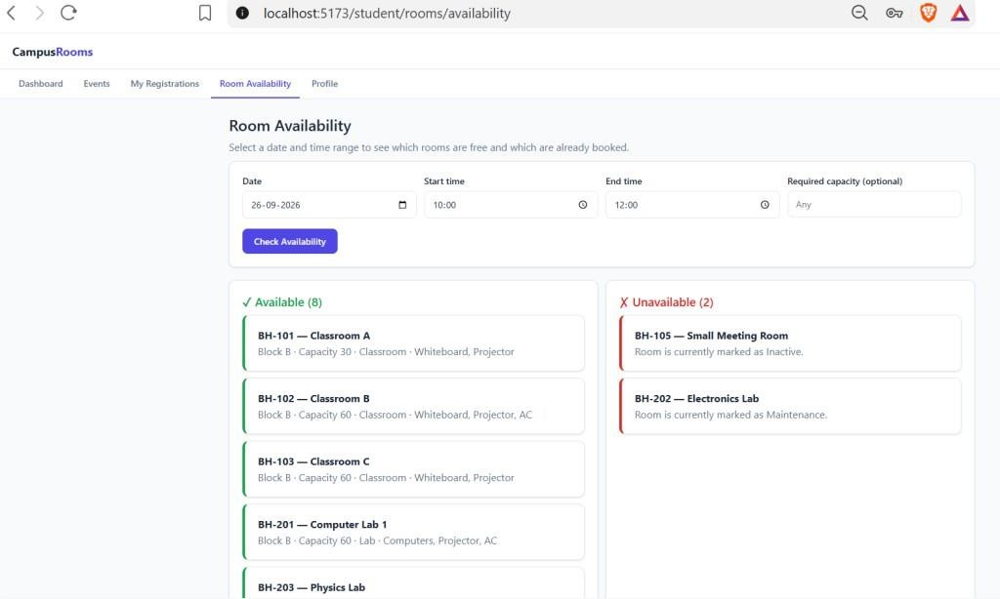 localhost:5173/student/rooms/availability
CampusRooms
Dashboard Events My Registrations Room Availability Profile
Room Availability
Select a date and time range to see which rooms are free and which are already booked.
Date Start time End time Required capacity (optional)
26-09-2026 10:00 12:00 Any
Check Availability
✓ Available (8)
BH-101 — Classroom A
Block B · Capacity 30 · Classroom · Whiteboard, Projector
BH-102 — Classroom B
Block B · Capacity 60 · Classroom · Whiteboard, Projector, AC
BH-103 — Classroom C
Block B · Capacity 60 · Classroom · Whiteboard, Projector
BH-201 — Computer Lab 1
Block B · Capacity 60 · Lab · Computers, Projector, AC
BH-203 — Physics Lab
✗ Unavailable (2)
BH-105 — Small Meeting Room
Room is currently marked as Inactive.
BH-202 — Electronics Lab
Room is currently marked as Maintenance.